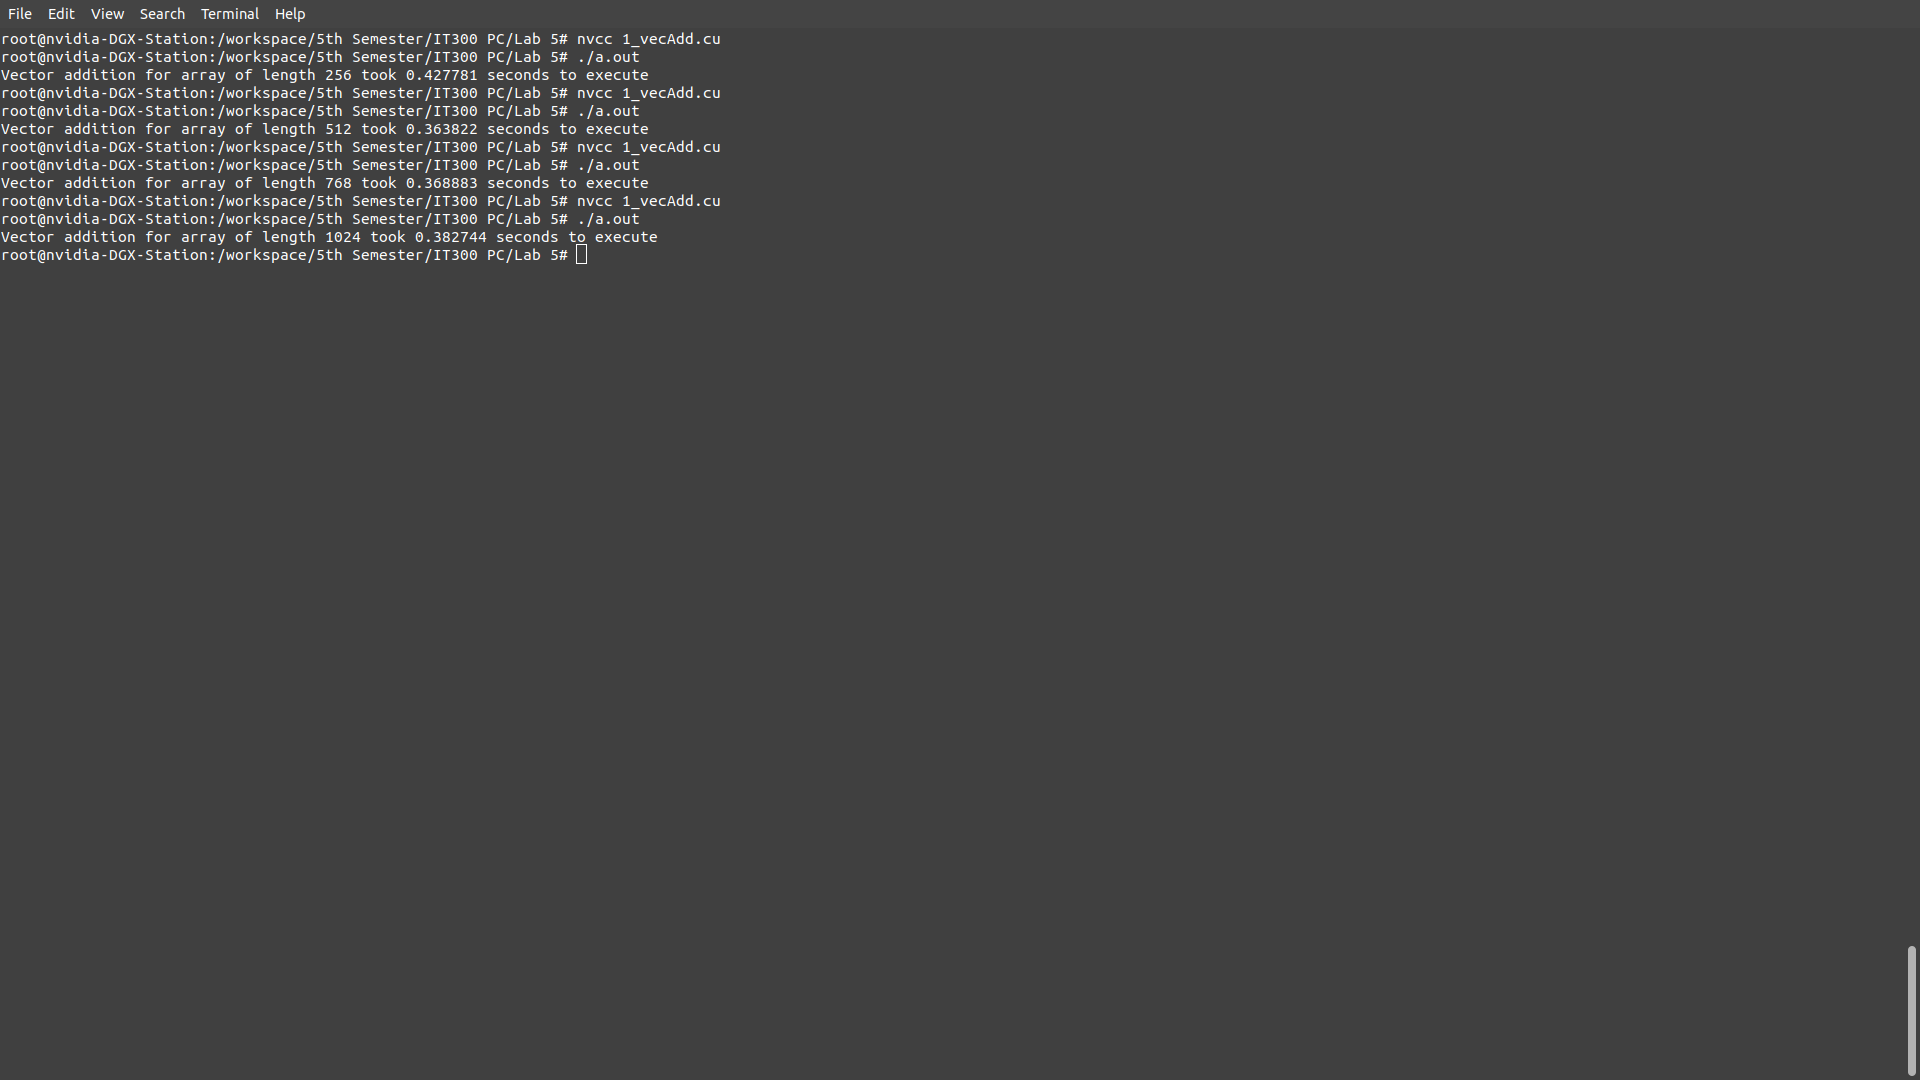 File Edit View Search Terminal Help
root@nvidia-DGX-Station:/workspace/5th Semester/IT300 PC/Lab 5# nvcc 1_vecAdd.cu
root@nvidia-DGX-Station:/workspace/5th Semester/IT300 PC/Lab 5# ./a.out
Vector addition for array of length 256 took 0.427781 seconds to execute
root@nvidia-DGX-Station:/workspace/5th Semester/IT300 PC/Lab 5# nvcc 1_vecAdd.cu
root@nvidia-DGX-Station:/workspace/5th Semester/IT300 PC/Lab 5# ./a.out
Vector addition for array of length 512 took 0.363822 seconds to execute
root@nvidia-DGX-Station:/workspace/5th Semester/IT300 PC/Lab 5# nvcc 1_vecAdd.cu
root@nvidia-DGX-Station:/workspace/5th Semester/IT300 PC/Lab 5# ./a.out
Vector addition for array of length 768 took 0.368883 seconds to execute
root@nvidia-DGX-Station:/workspace/5th Semester/IT300 PC/Lab 5# nvcc 1_vecAdd.cu
root@nvidia-DGX-Station:/workspace/5th Semester/IT300 PC/Lab 5# ./a.out
Vector addition for array of length 1024 took 0.382744 seconds to execute
root@nvidia-DGX-Station:/workspace/5th Semester/IT300 PC/Lab 5#